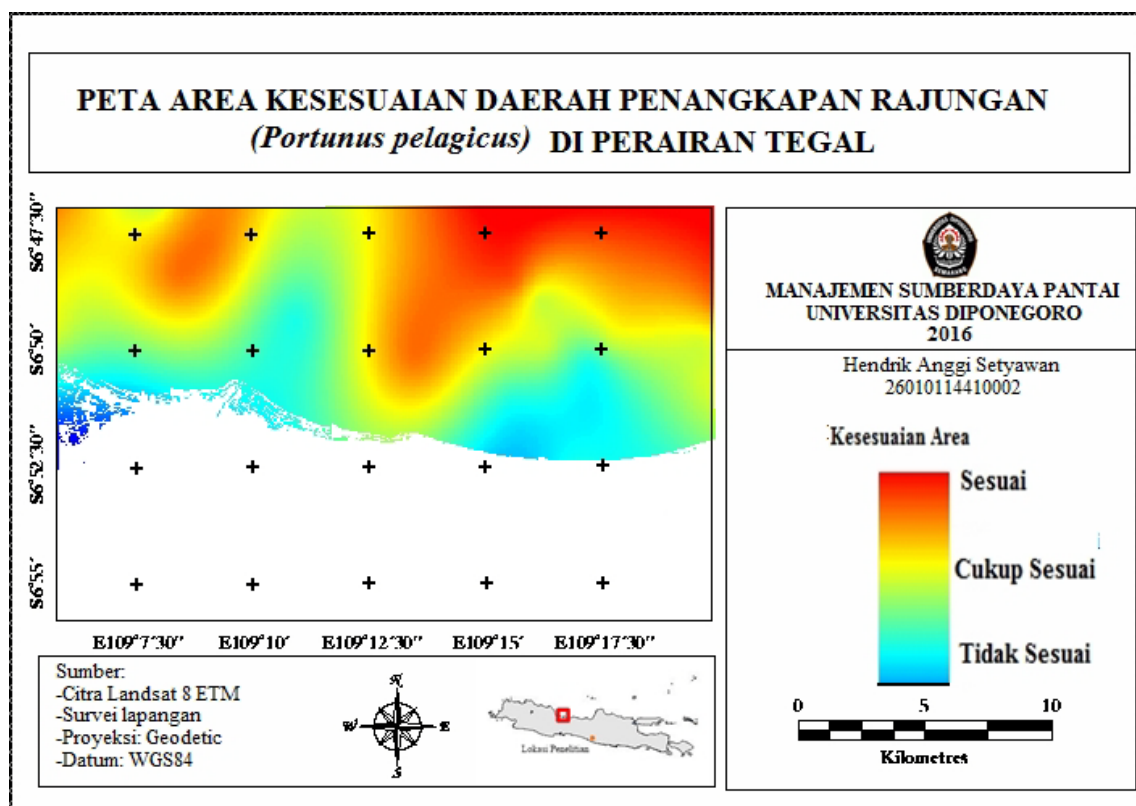 PETA AREA KESESUAIAN DAERAH PENANGKAPAN RAJUNGAN
(Portunus pelagicus) DI PERAIRAN TEGAL
S6°47'30"
S6°50'
S6°52'30"
S6°55'
E109°7'30"
E109°10'
E109°12'30"
E109°15'
E109°17'30"
MANAJEMEN SUMBERDAYA PANTAI
UNIVERSITAS DIPONEGORO
2016
Hendrik Anggi Setyawan
26010114410002
Kesesuaian Area
Sesuai
Cukup Sesuai
Tidak Sesuai
0 5 10
Kilometres
Sumber:
-Citra Landsat 8 ETM
-Survei lapangan
-Proyeksi: Geodetic
-Datum: WGS84
N
W E
S
Lokasi Penelitian